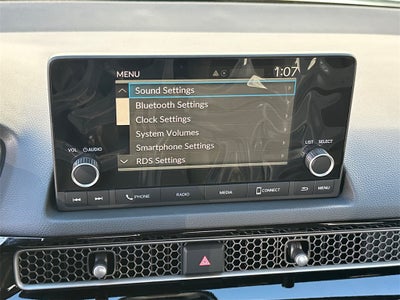 MENU 1:07
Sound Settings
Bluetooth Settings
Clock Settings
System Volumes
Smartphone Settings
RDS Settings
VOL AUDIO
LIST SELECT
PHONE RADIO MEDIA CONNECT MENU